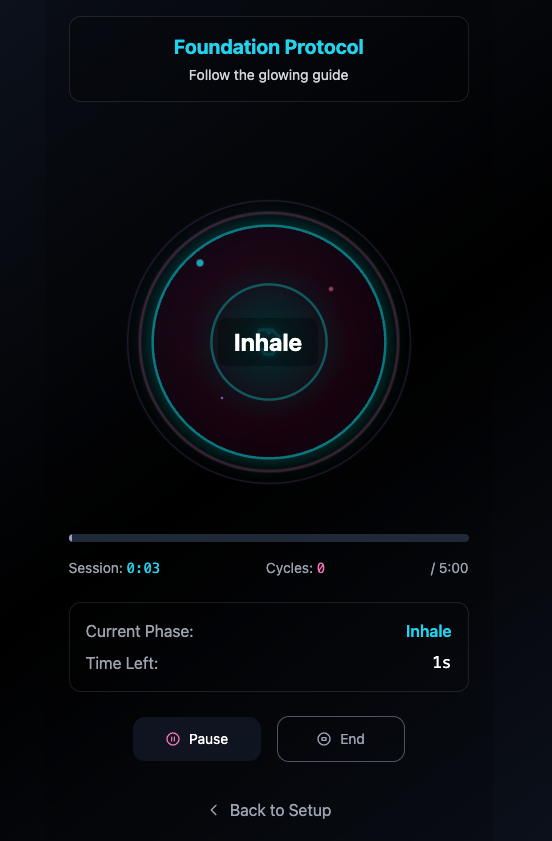 Foundation Protocol
Follow the glowing guide
Inhale
Session: 0:03 Cycles: 0 / 5:00
Current Phase: Inhale
Time Left: 1s
Pause End
Back to Setup